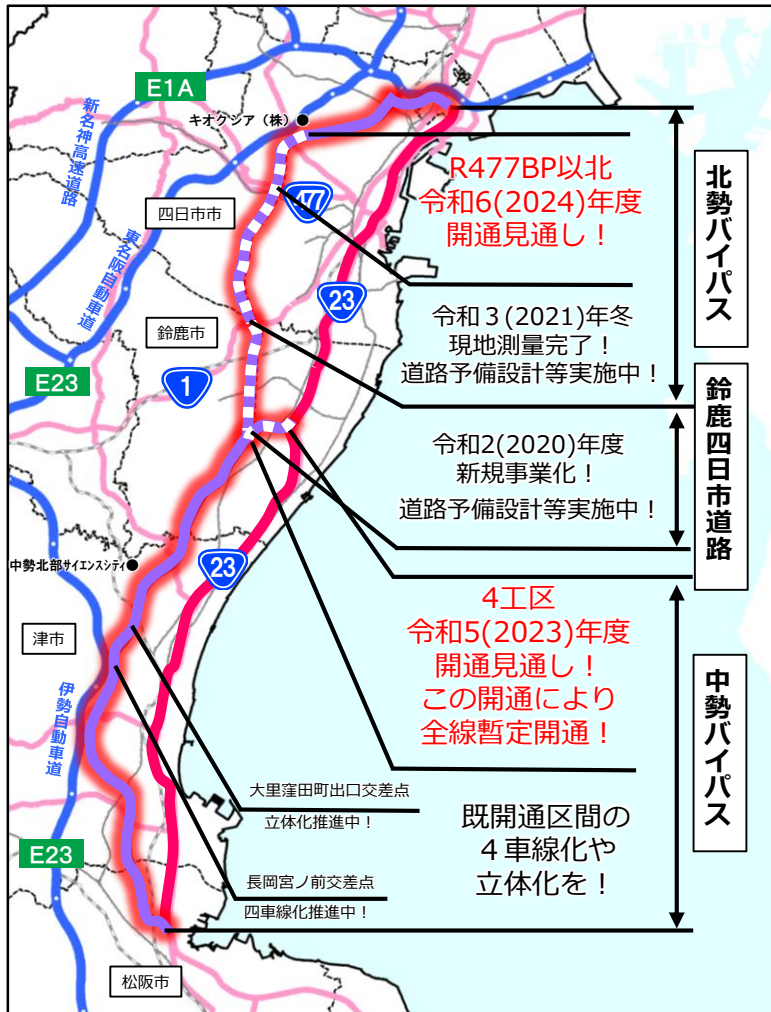 E1A
新名神高速道路
キオクシア（株）
四日市市
東名阪自動車道
477
鈴鹿市
23
E23
1
中勢北部サイエンスシティ
23
津市
伊勢自動車道
E23
松阪市
R477BP以北
令和6(2024)年度
開通見通し！
令和３(2021)年冬
現地測量完了！
道路予備設計等実施中！
令和2(2020)年度
新規事業化！
道路予備設計等実施中！
4工区
令和5(2023)年度
開通見通し！
この開通により
全線暫定開通！
大里窪田町出口交差点
立体化推進中！
長岡宮ノ前交差点
四車線化推進中！
既開通区間の
４車線化や
立体化を！
北勢バイパス
鈴鹿四日市道路
中勢バイパス